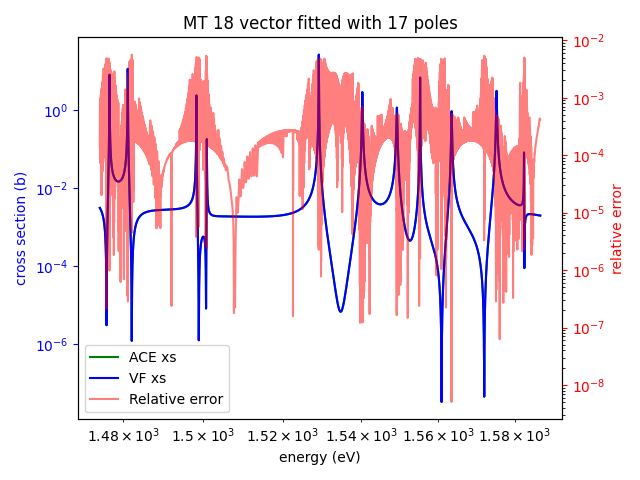 MT 18 vector fitted with 17 poles
10⁰
10⁻²
10⁻⁴
10⁻⁶
cross section (b)
10⁻²
10⁻³
10⁻⁴
10⁻⁵
10⁻⁶
10⁻⁷
10⁻⁸
relative error
ACE xs
VF xs
Relative error
1.48 × 10³ 1.5 × 10³ 1.52 × 10³ 1.54 × 10³ 1.56 × 10³ 1.58 × 10³
energy (eV)